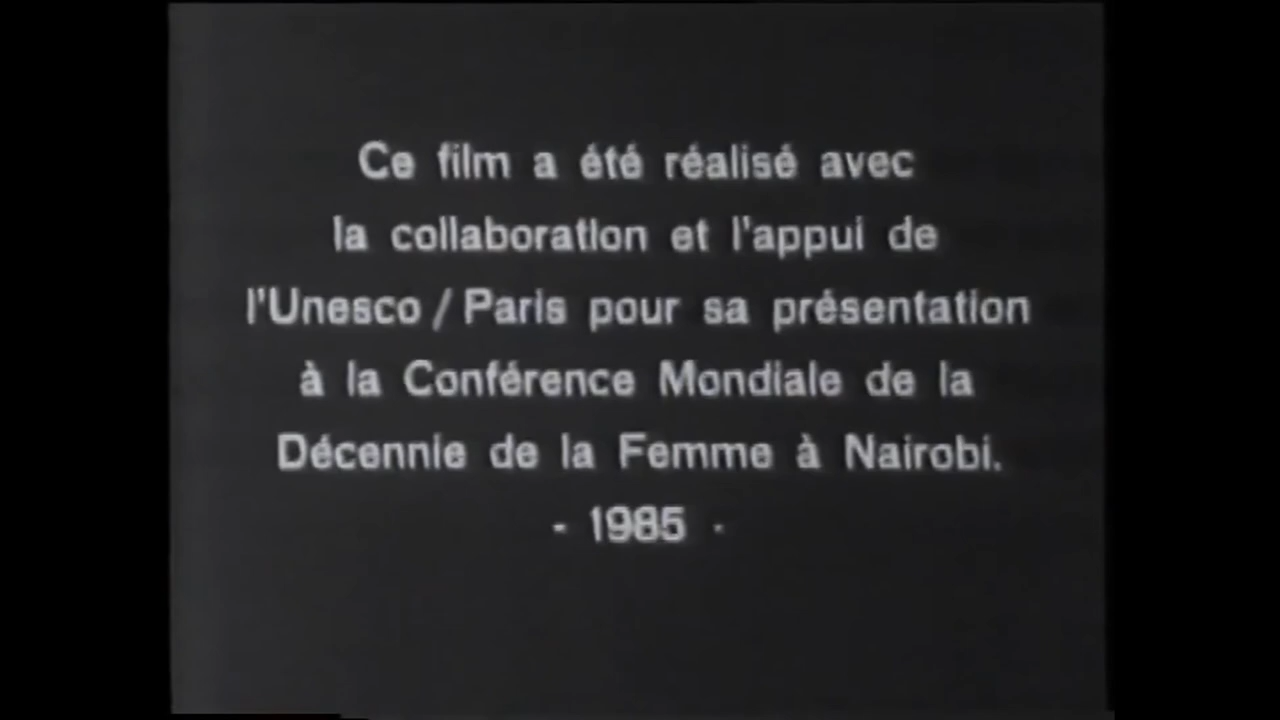 Ce film a été réalisé avec
la collaboration et l'appui de
l'Unesco / Paris pour sa présentation
à la Conférence Mondiale de la
Décennie de la Femme à Nairobi.
- 1985 -